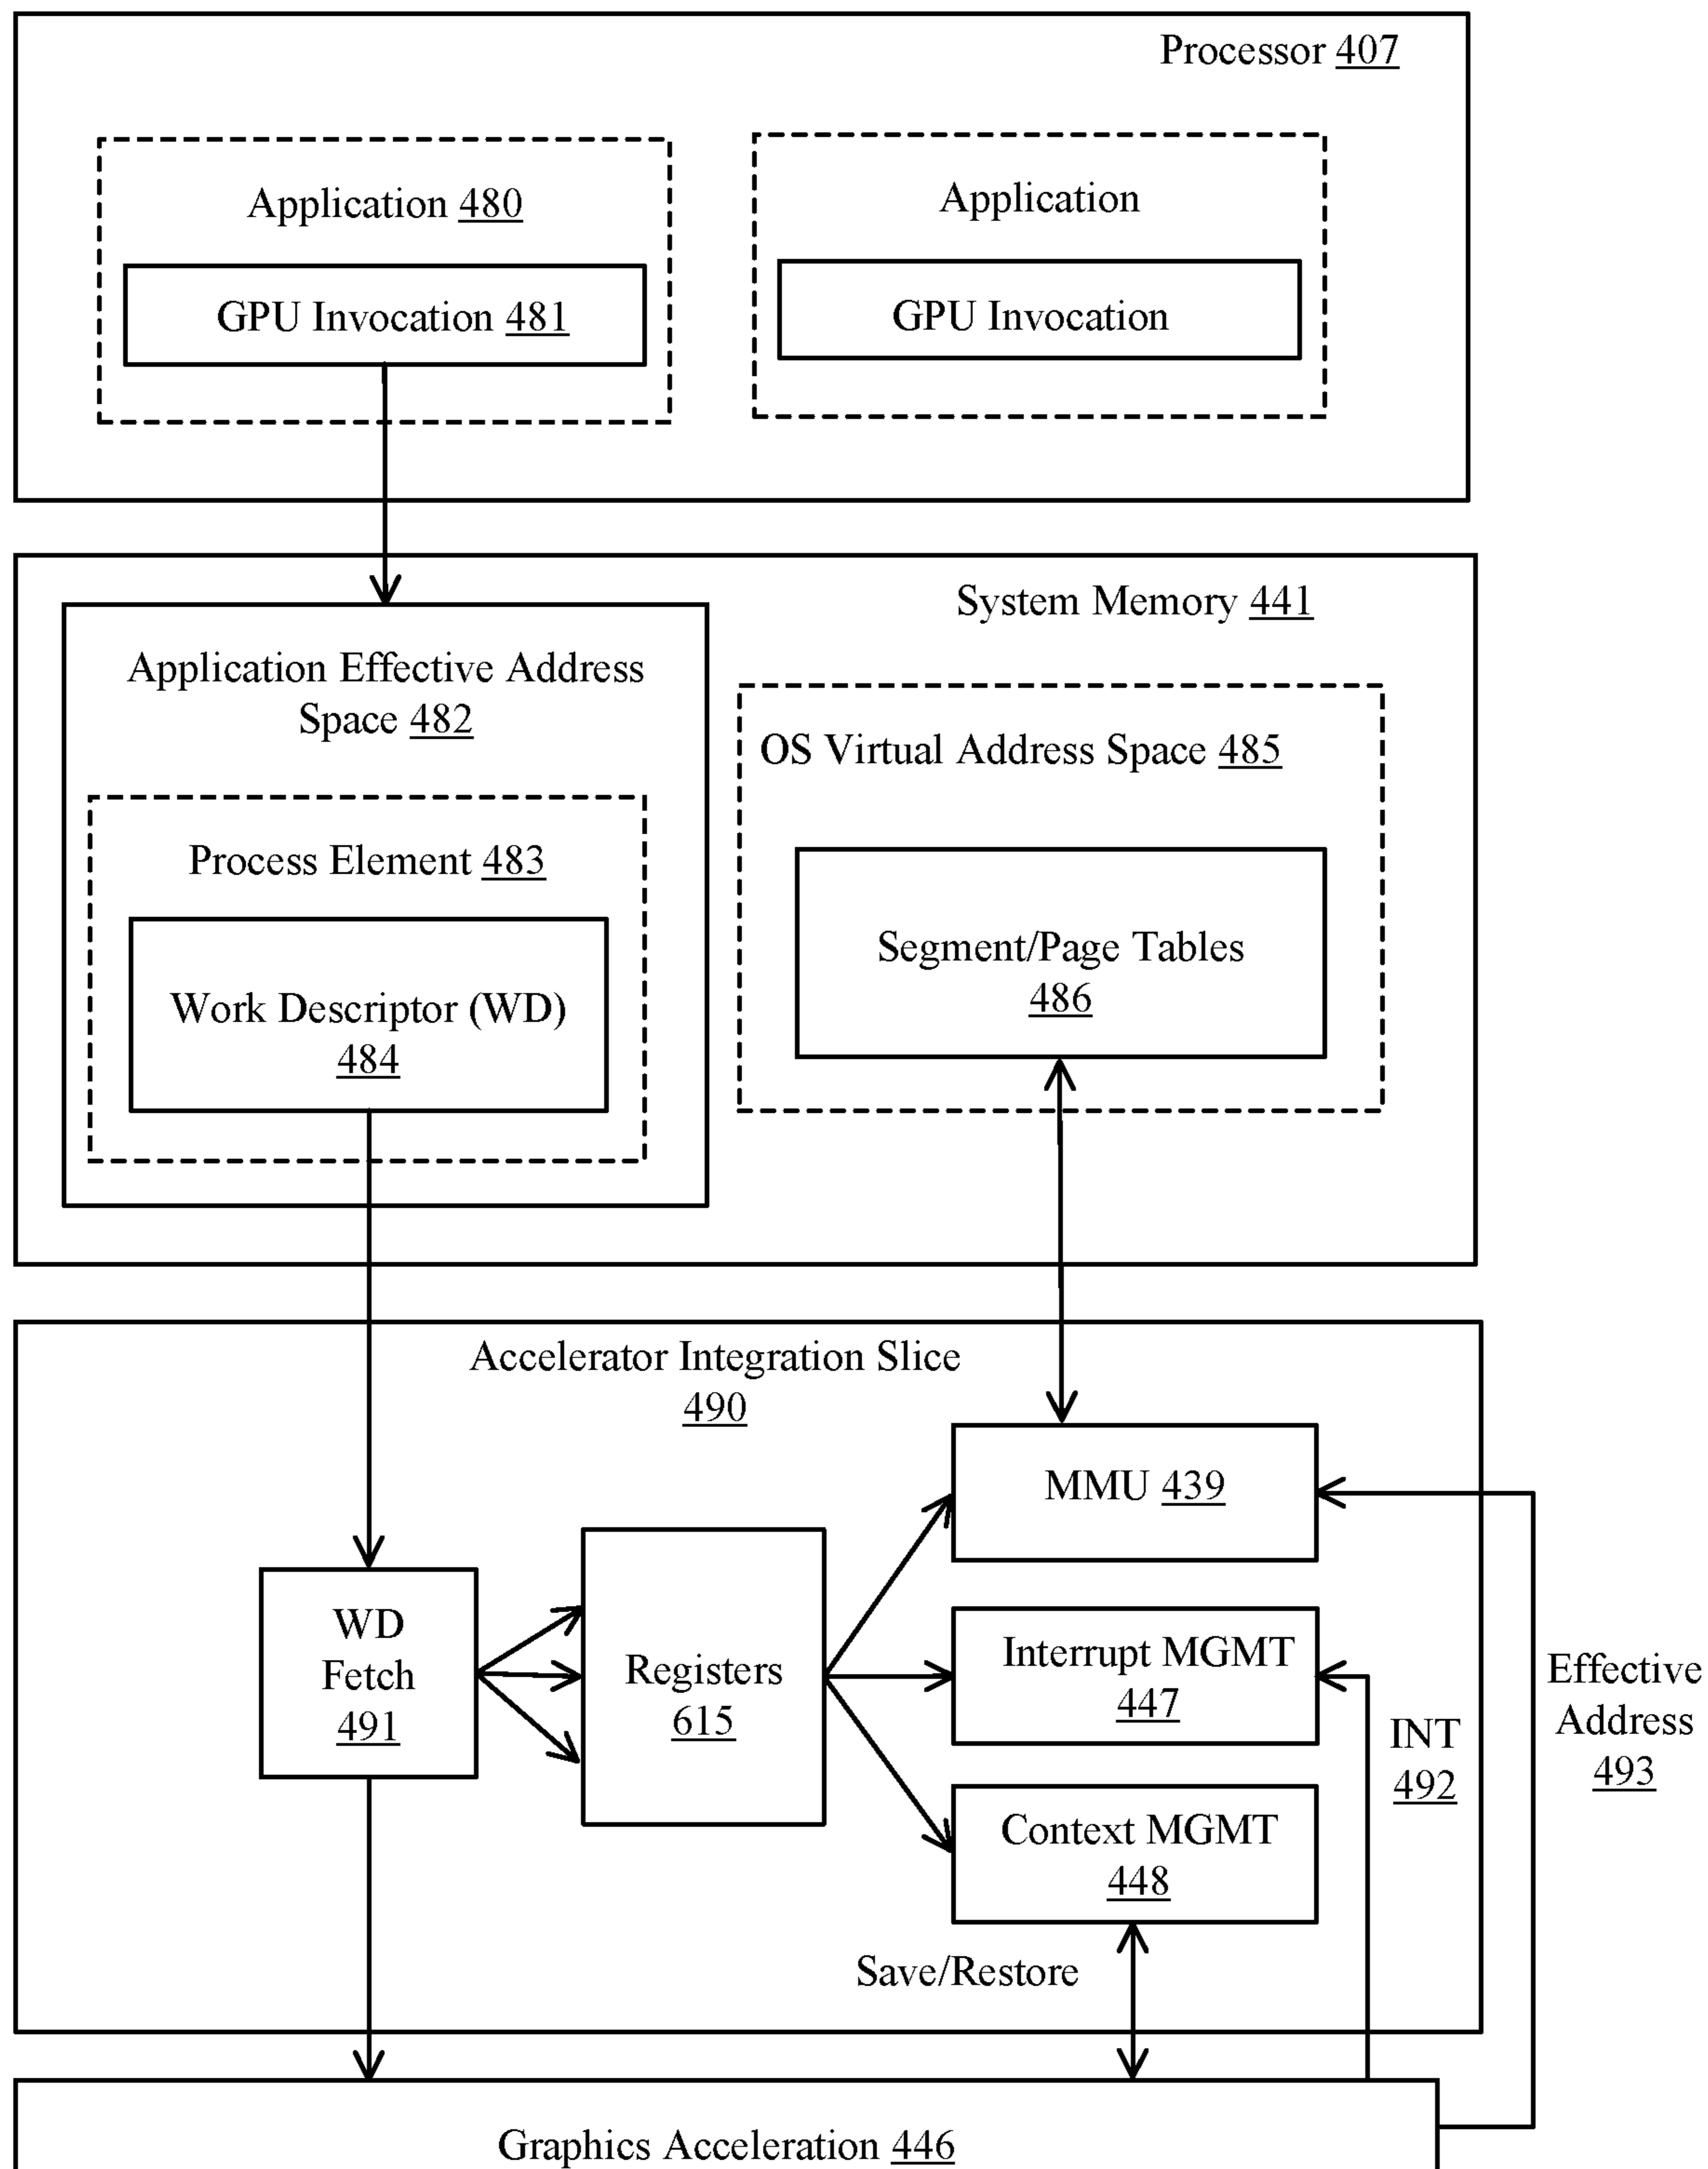 Processor 407
Application 480
Application
GPU Invocation 481
GPU Invocation
System Memory 441
Application Effective Address
Space 482
OS Virtual Address Space 485
Process Element 483
Segment/Page Tables
486
Work Descriptor (WD)
484
Accelerator Integration Slice
490
MMU 439
WD
Fetch
491
Registers
615
Interrupt MGMT
447
Effective
Address
493
INT
492
Context MGMT
448
Save/Restore
Graphics Acceleration 446